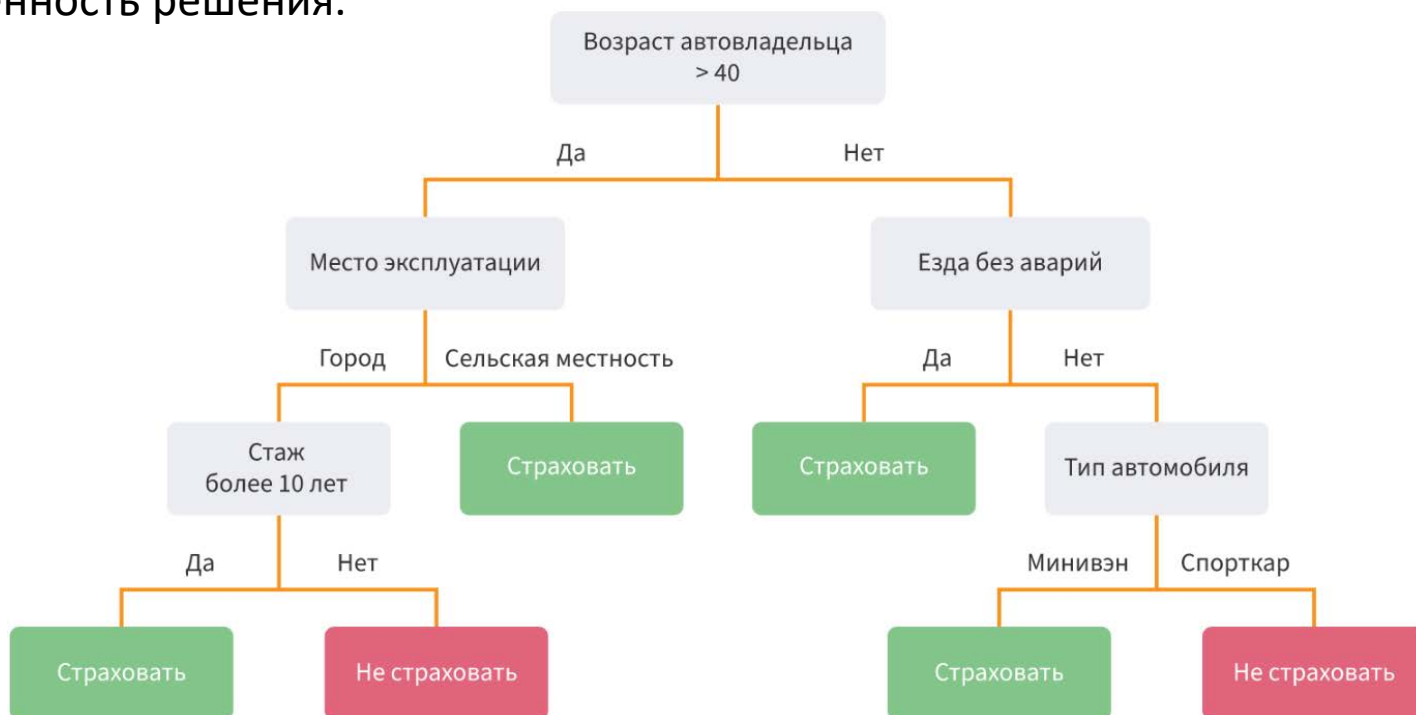 решения.
Возраст автовладельца
> 40
Да
Нет
Место эксплуатации
Езда без аварий
Город
Сельская местность
Да
Нет
Стаж
более 10 лет
Страховать
Страховать
Тип автомобиля
Да
Нет
Минивэн
Спорткар
Страховать
Не страховать
Страховать
Не страховать